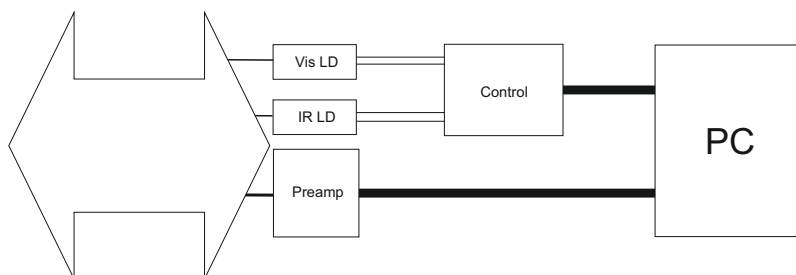 Vis LD
IR LD
Control
Preamp
PC